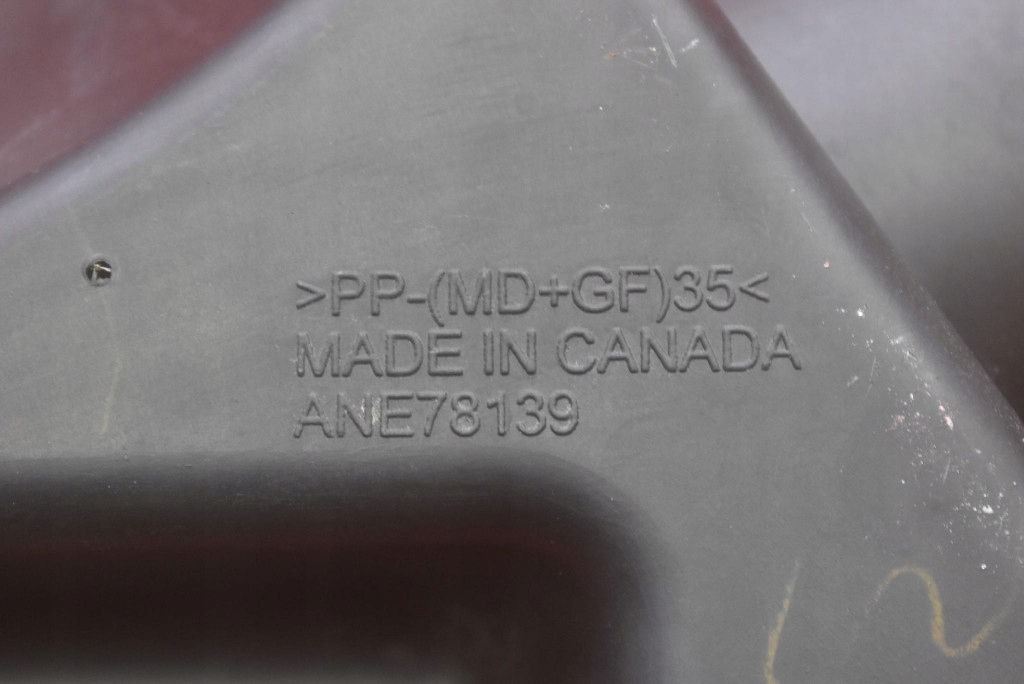 >PP-(MD+GF)35<
MADE IN CANADA
ANE78139